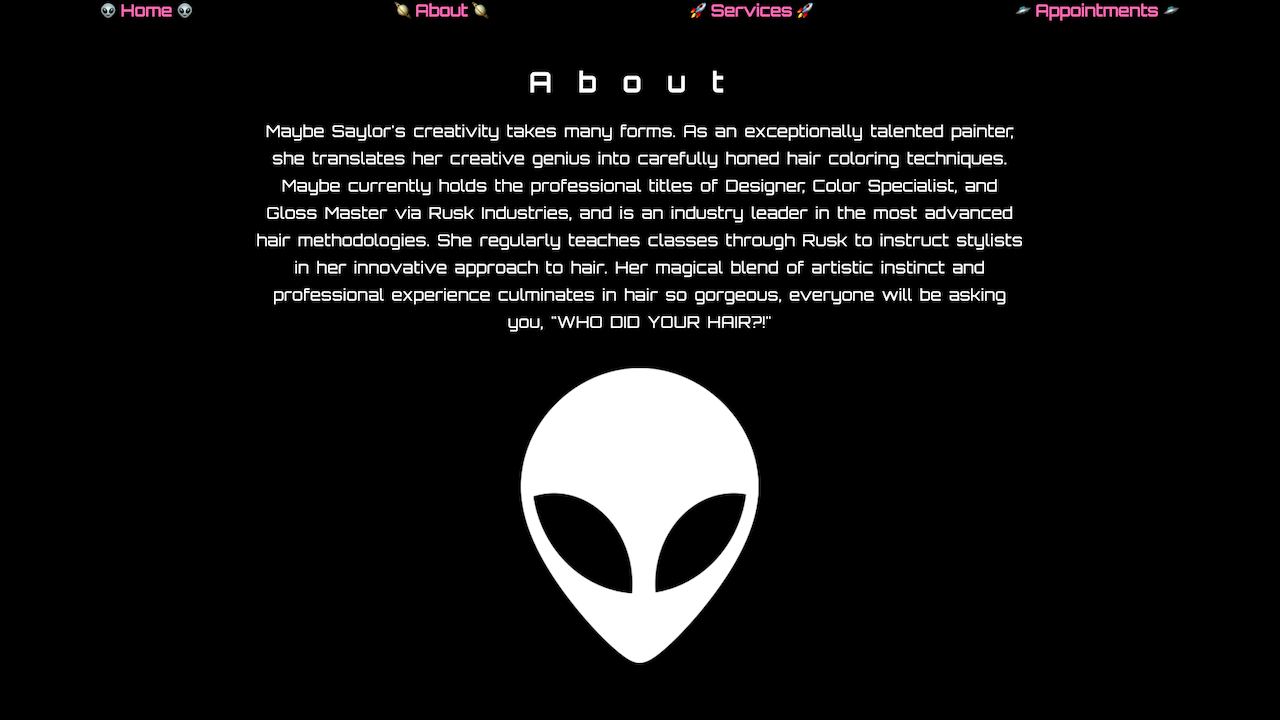 👽 Home 👽 🪐 About 🪐 🚀 Services 🚀 🛸 Appointments 🛸
About
Maybe Saylor's creativity takes many forms. As an exceptionally talented painter,
she translates her creative genius into carefully honed hair coloring techniques.
Maybe currently holds the professional titles of Designer, Color Specialist, and
Gloss Master via Rusk Industries, and is an industry leader in the most advanced
hair methodologies. She regularly teaches classes through Rusk to instruct stylists
in her innovative approach to hair. Her magical blend of artistic instinct and
professional experience culminates in hair so gorgeous, everyone will be asking
you, "WHO DID YOUR HAIR?!"